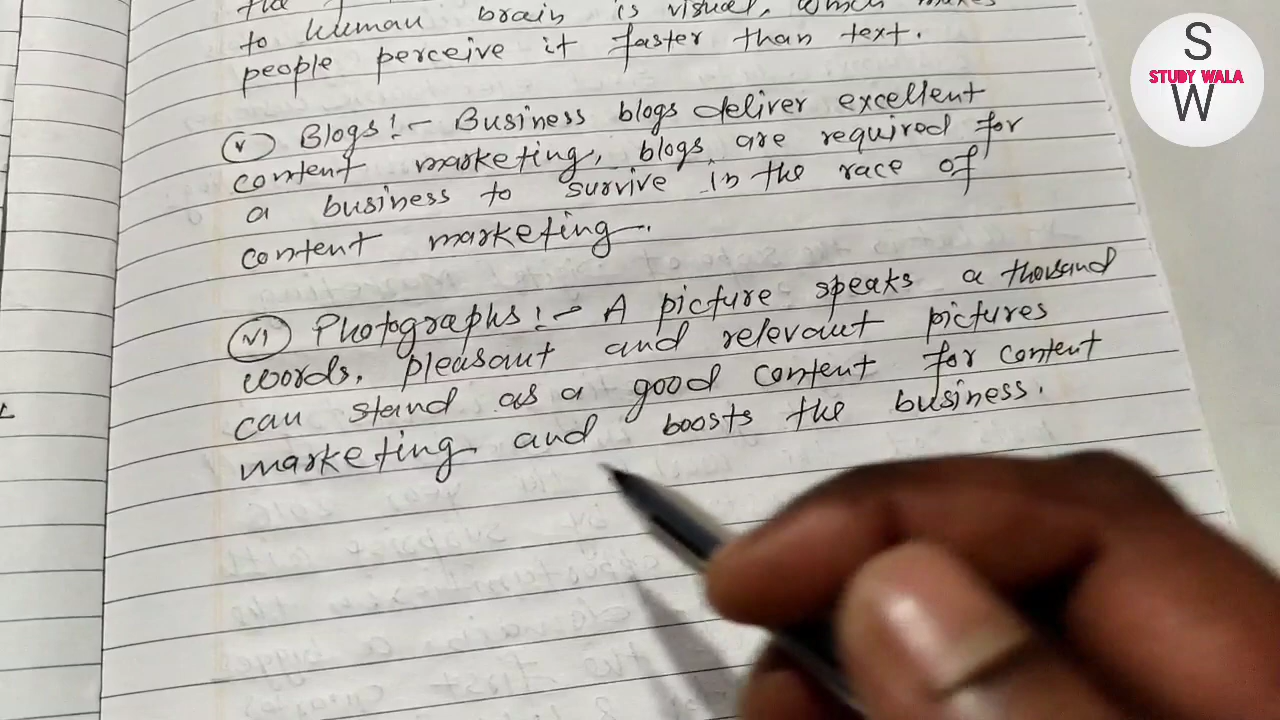 to human brain is visual, which makes
people perceive it faster than text.
(v) Blogs!- Business blogs deliver excellent
content marketing, blogs are required for
a business to survive in the race of
content marketing.
(vi) Photographs!- A picture speaks a thousand
words. pleasant and relevant pictures
can stand as a good content for content
marketing and boosts the business.
S
STUDY WALA
W